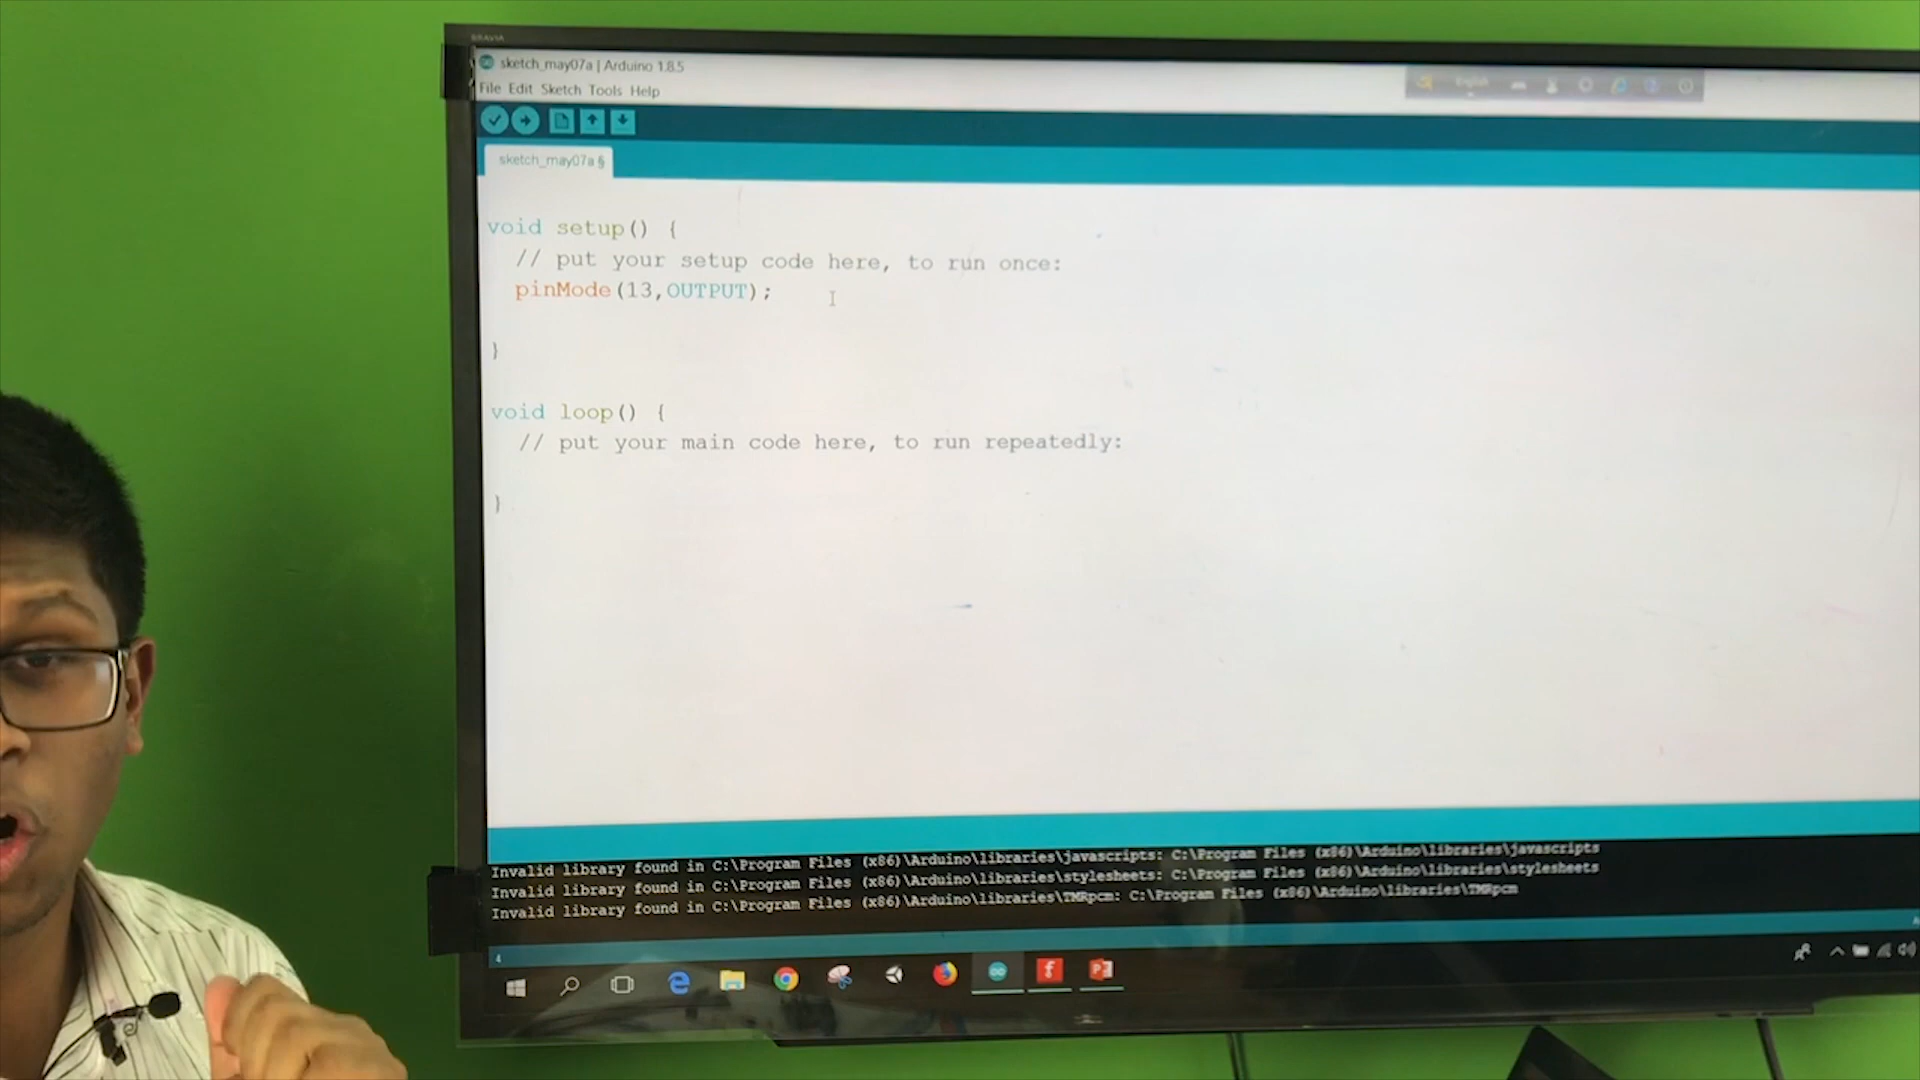 BRAVIA
sketch_may07a | Arduino 1.8.5
File Edit Sketch Tools Help
English
sketch_may07a §
void setup() {
// put your setup code here, to run once:
pinMode(13,OUTPUT);
}
void loop() {
// put your main code here, to run repeatedly:
}
Invalid library found in C:\Program Files (x86)\Arduino\libraries\javascripts: C:\Program Files (x86)\Arduino\libraries\javascripts
Invalid library found in C:\Program Files (x86)\Arduino\libraries\stylesheets: C:\Program Files (x86)\Arduino\libraries\stylesheets
Invalid library found in C:\Program Files (x86)\Arduino\libraries\TMRpcm: C:\Program Files (x86)\Arduino\libraries\TMRpcm
4